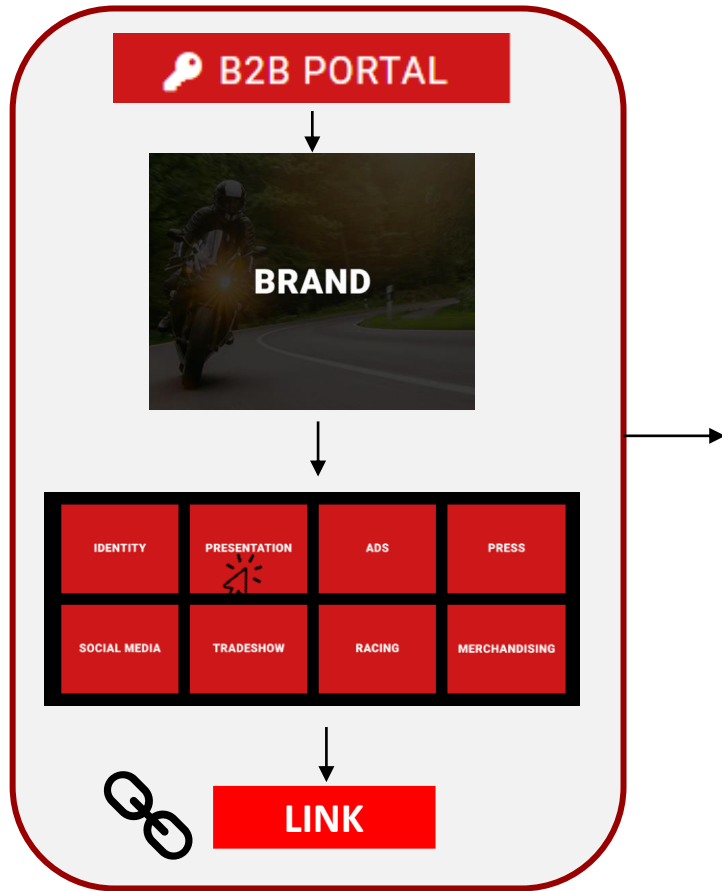 B2B PORTAL
BRAND
IDENTITY
PRESENTATION
ADS
PRESS
SOCIAL MEDIA
TRADESHOW
RACING
MERCHANDISING
LINK